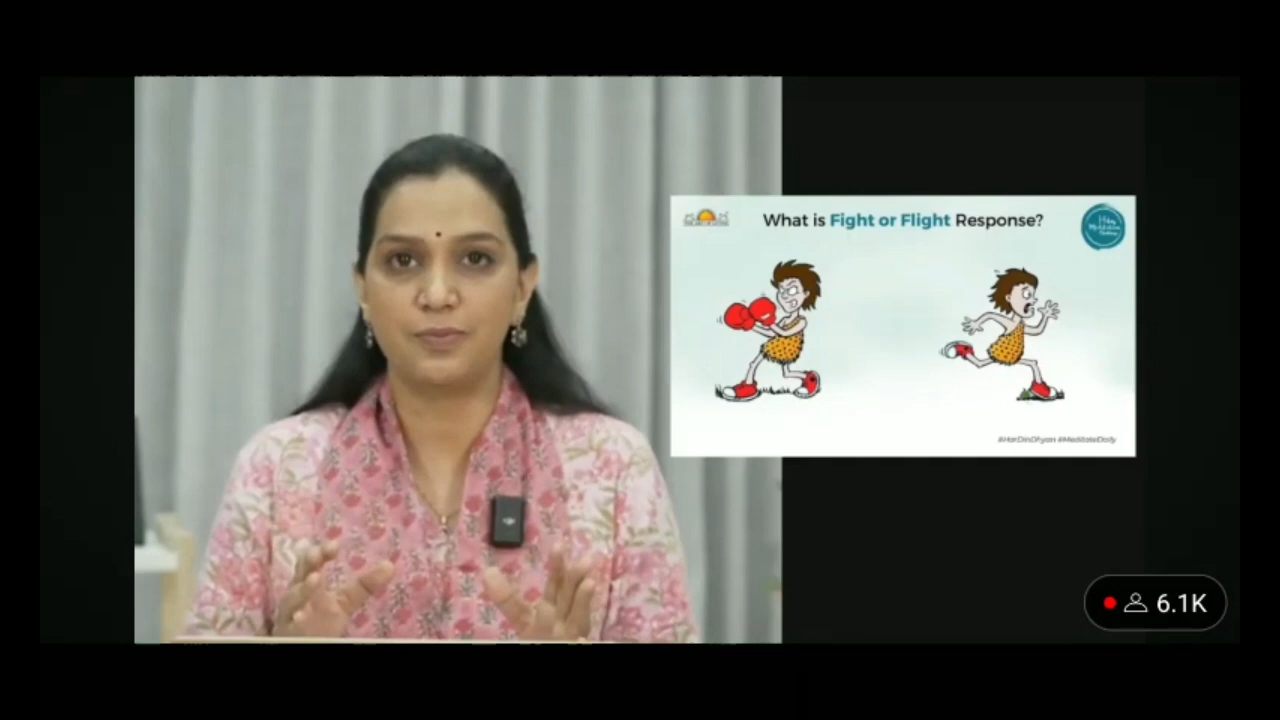 What is Fight or Flight Response?
#HarDinDhyan #MeditateDaily
6.1K